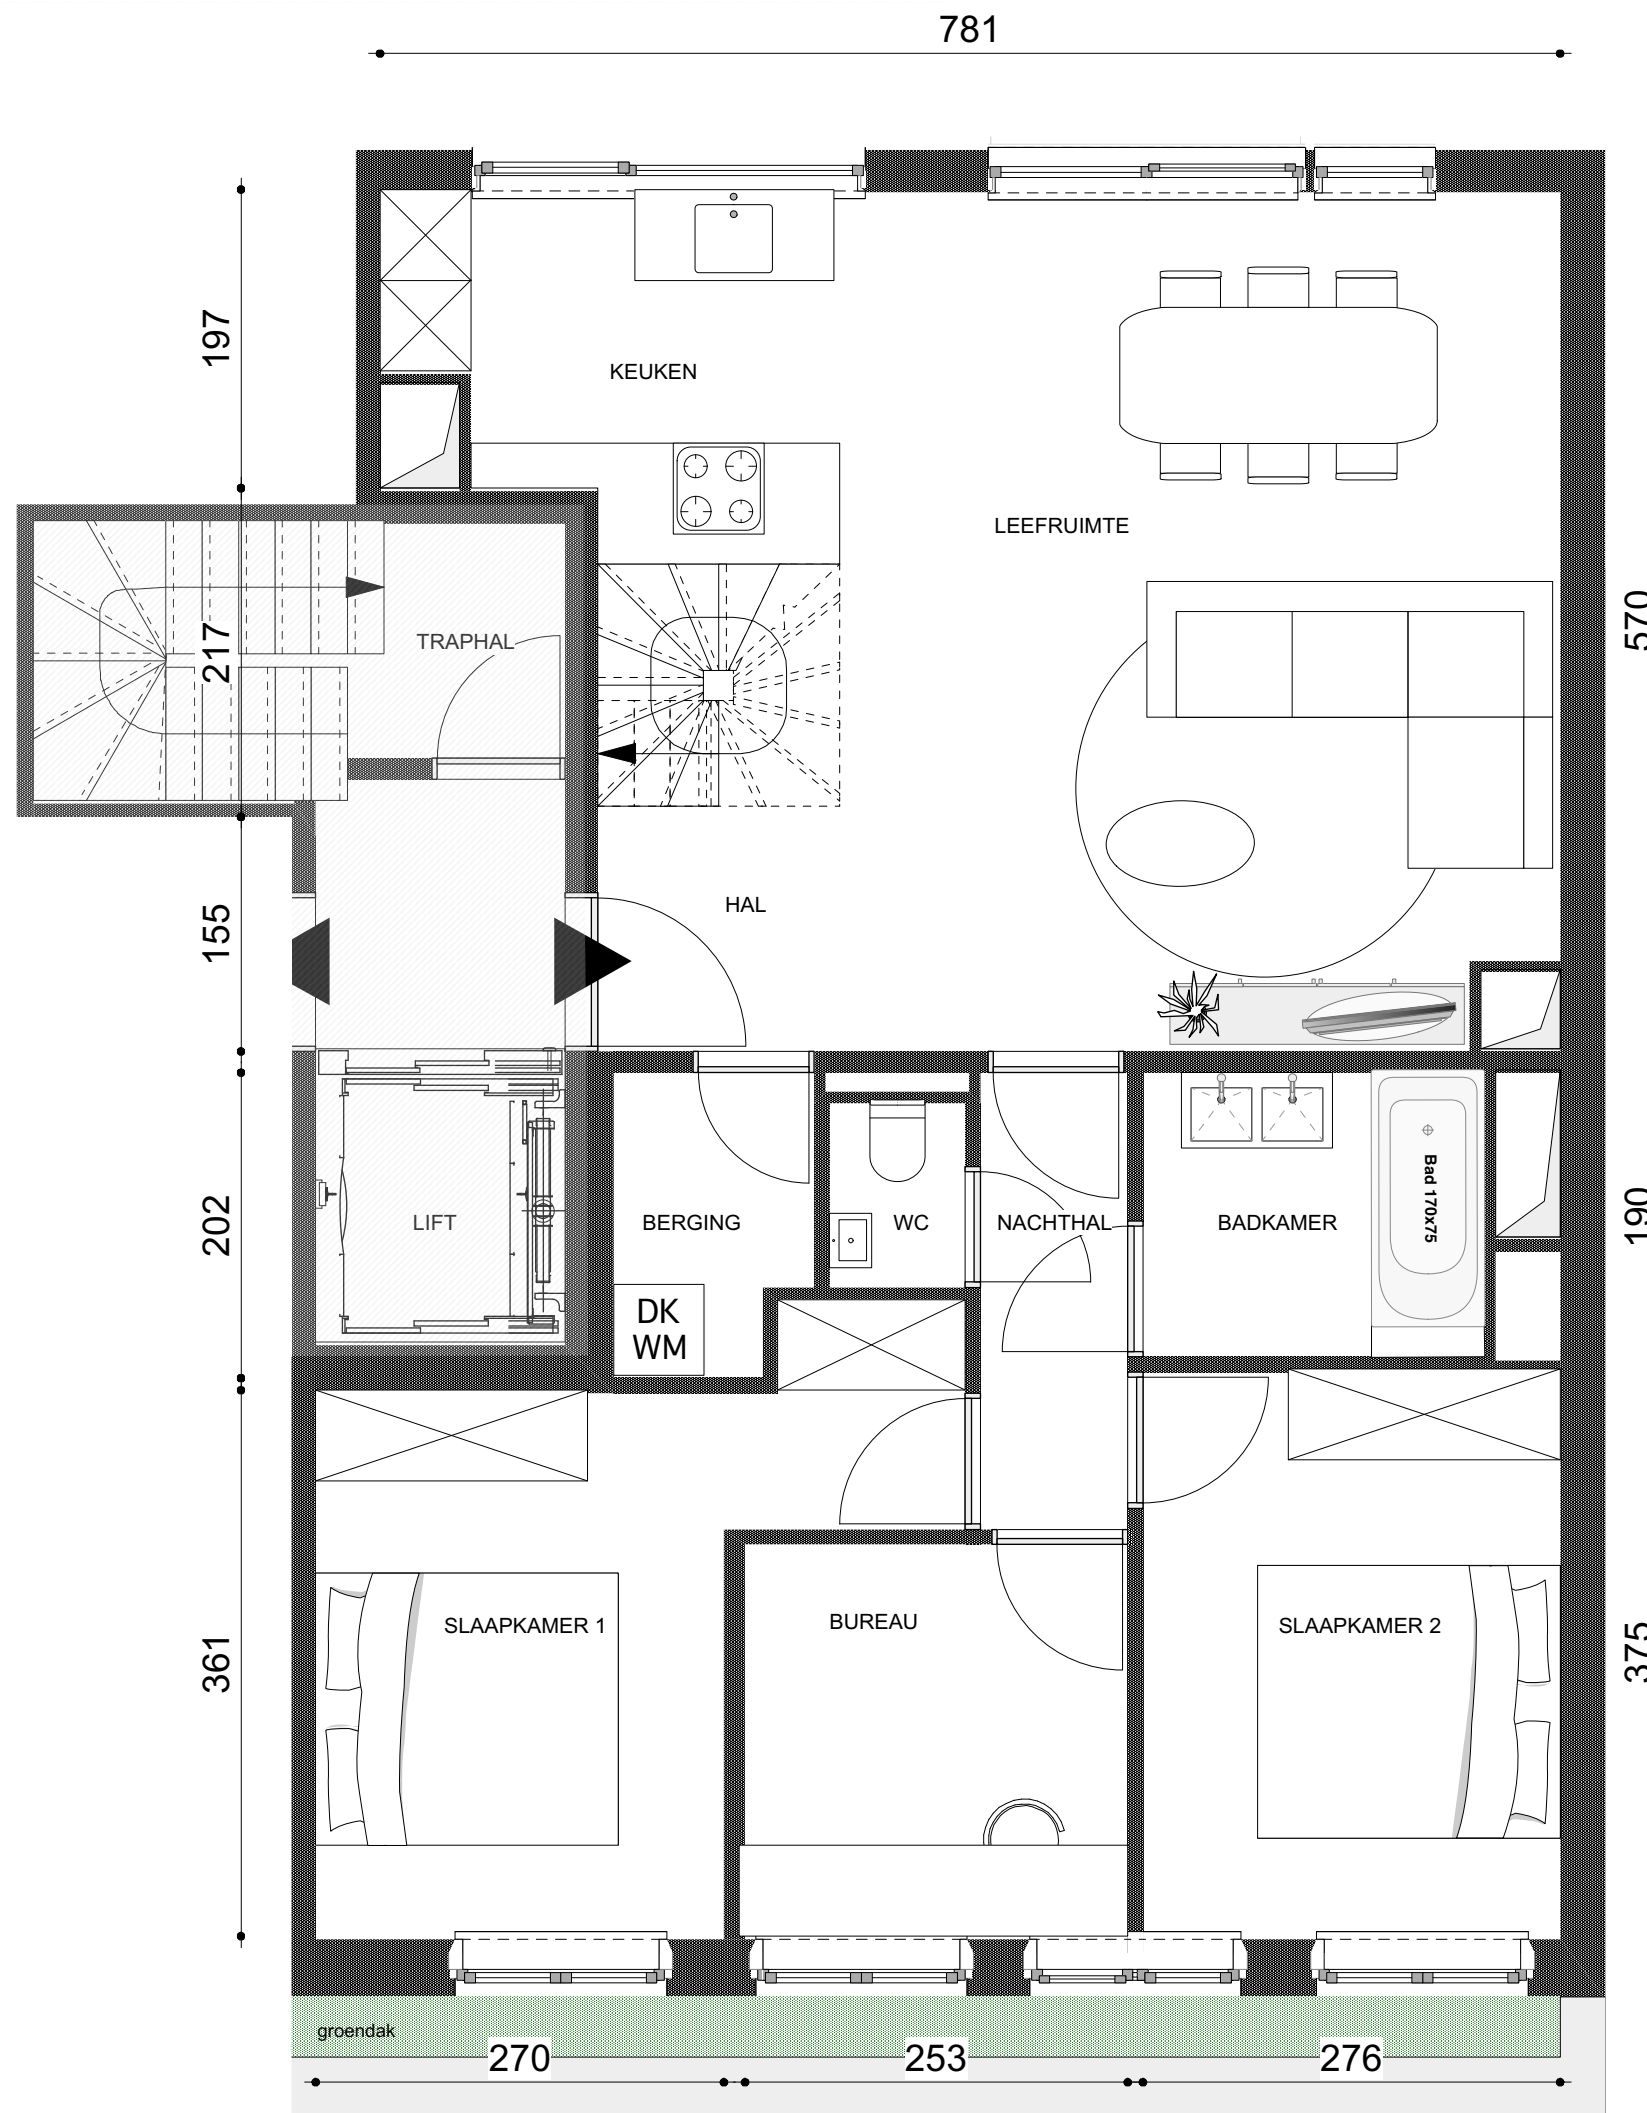 781
197
KEUKEN
LEEFRUIMTE
570
TRAPHAL
217
HAL
155
LIFT
202
BERGING
WC
NACHTHAL
BADKAMER
Bad 170x75
190
DK
WM
SLAAPKAMER 1
BUREAU
SLAAPKAMER 2
361
375
groendak
270
253
276